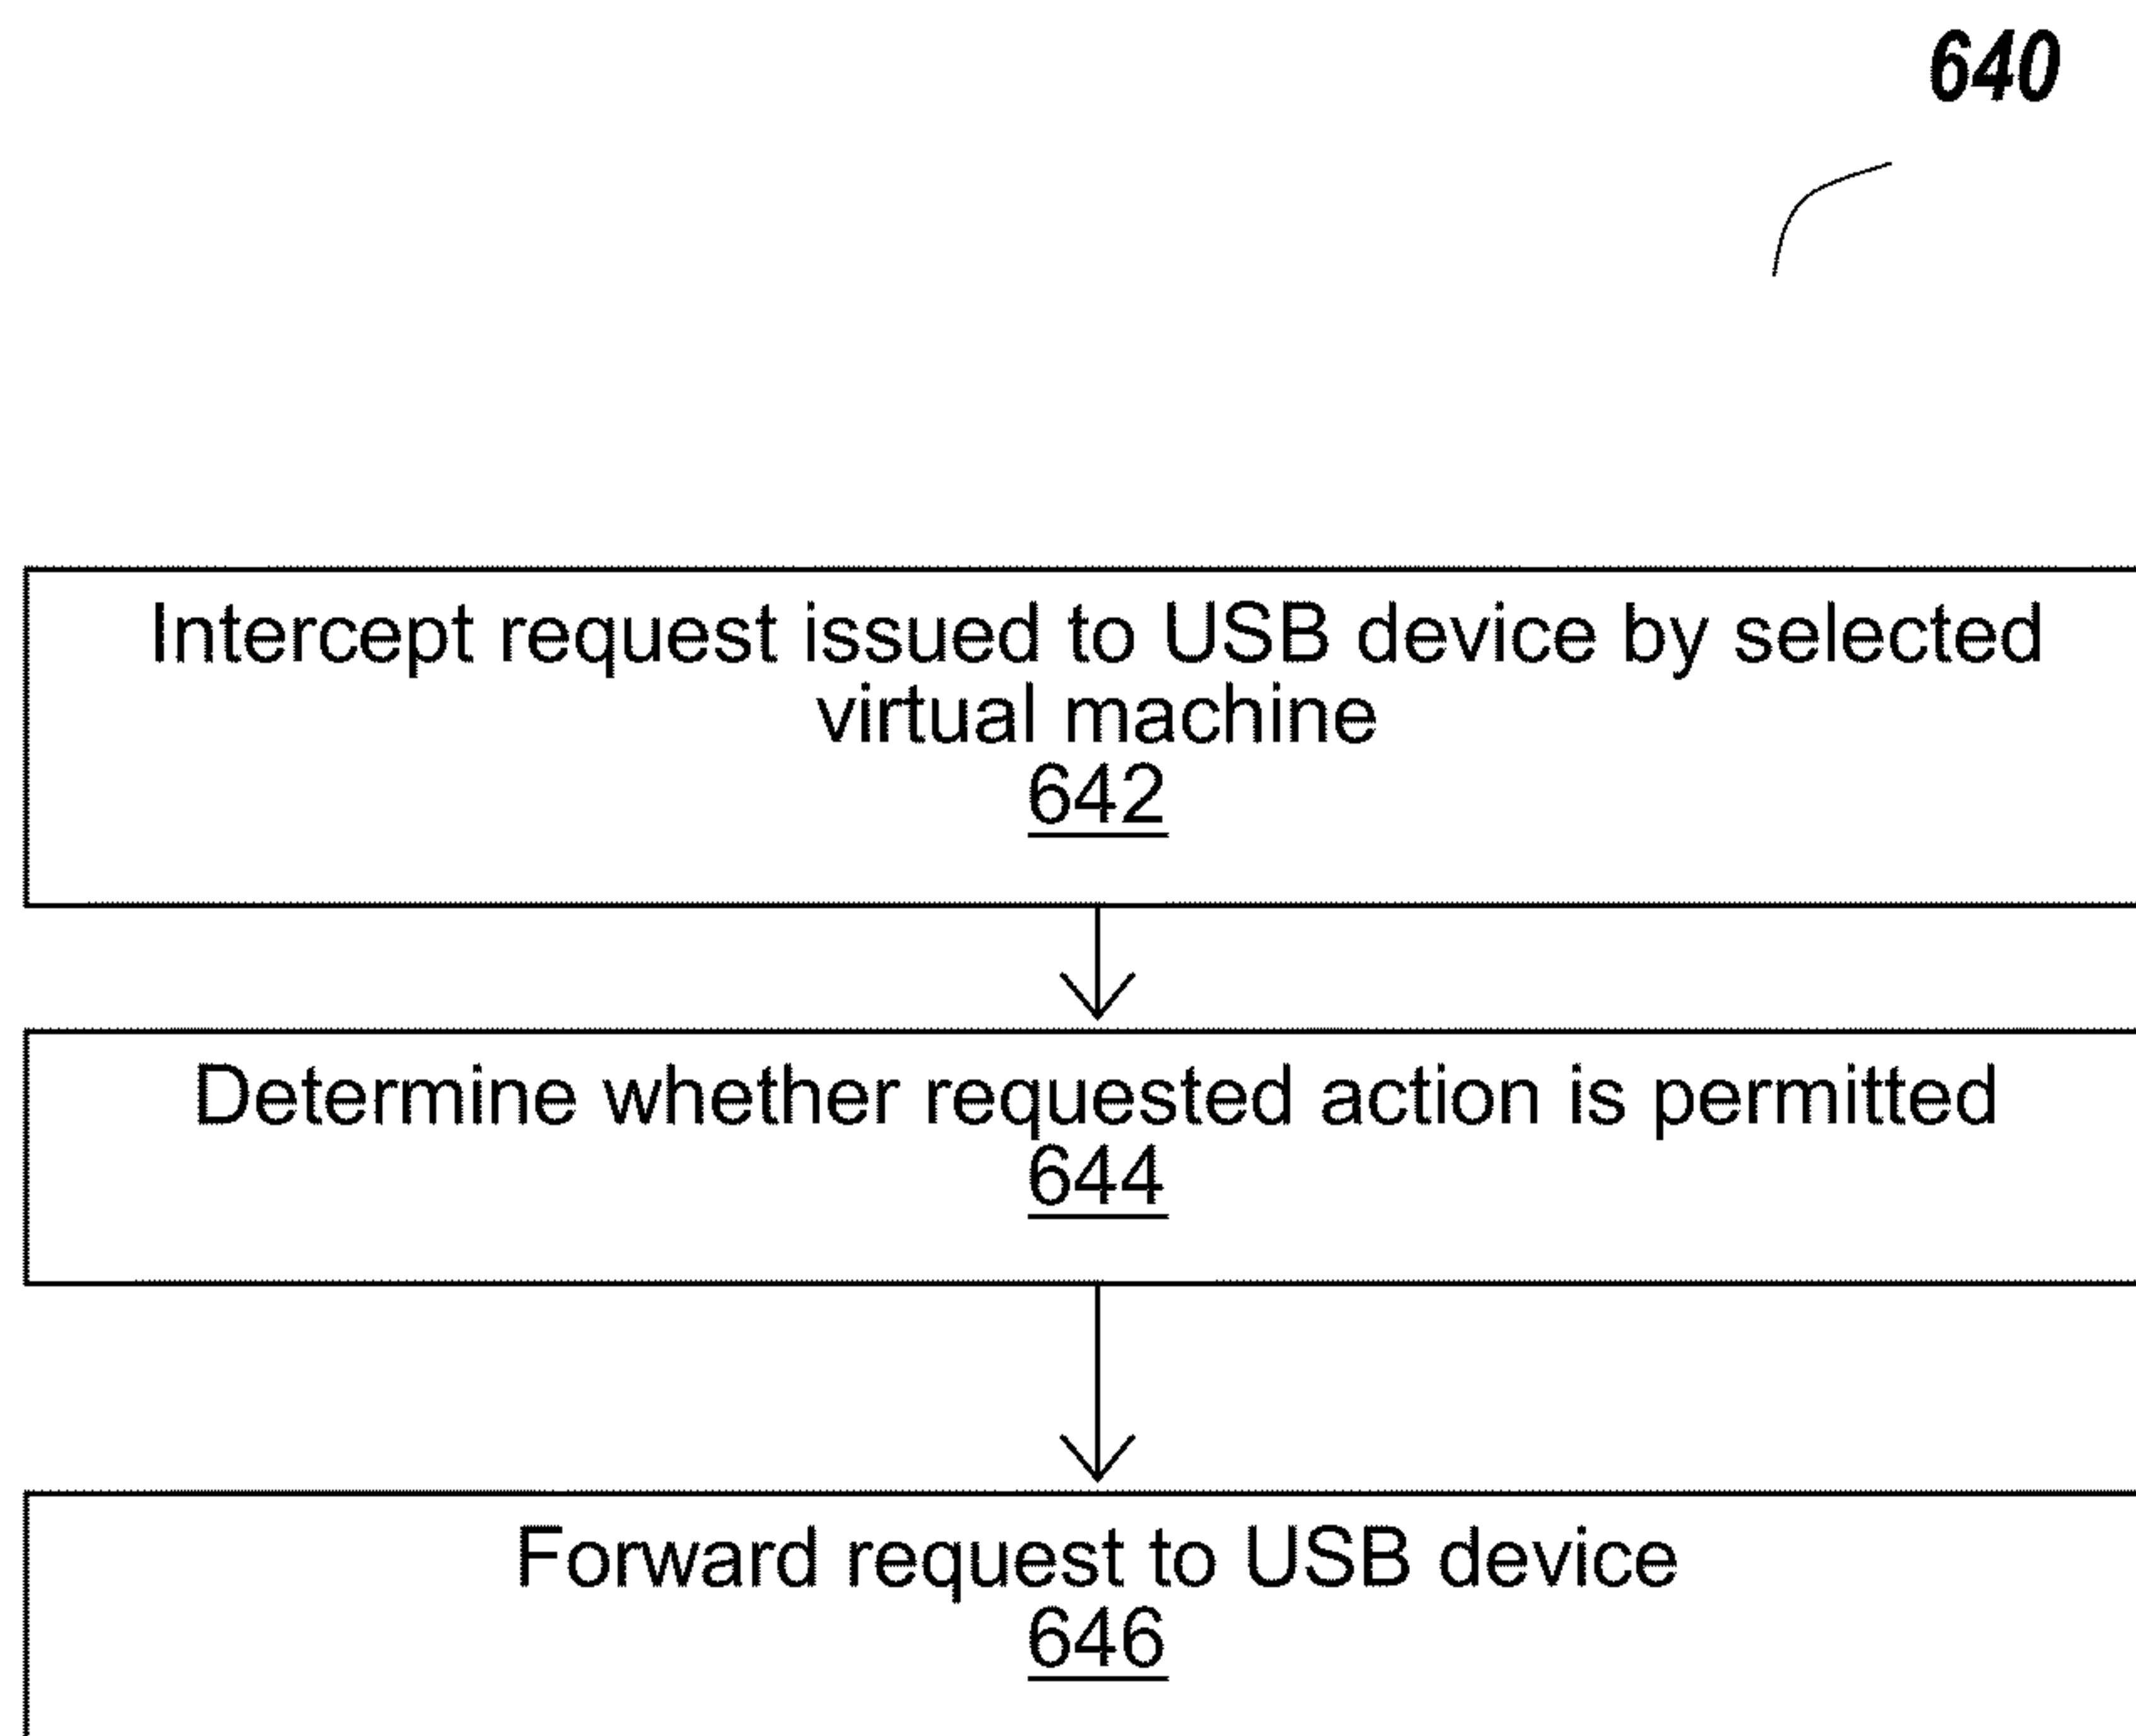 640
Intercept request issued to USB device by selected
virtual machine
642
Determine whether requested action is permitted
644
Forward request to USB device
646